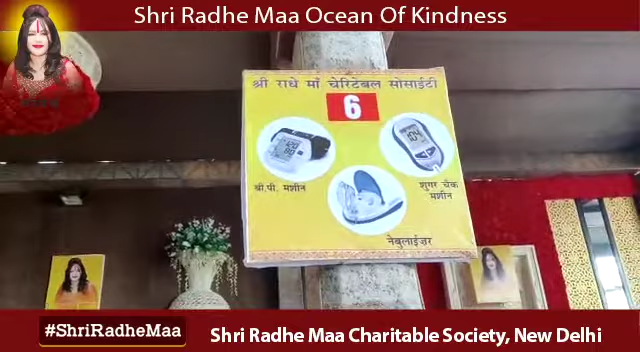 Shri Radhe Maa Ocean Of Kindness
श्री राधे माँ चेरिटेबल सोसाईटी
6
बी.पी. मशीन
शुगर चैक
मशीन
नेबुलाईजर
#ShriRadheMaa
Shri Radhe Maa Charitable Society, New Delhi